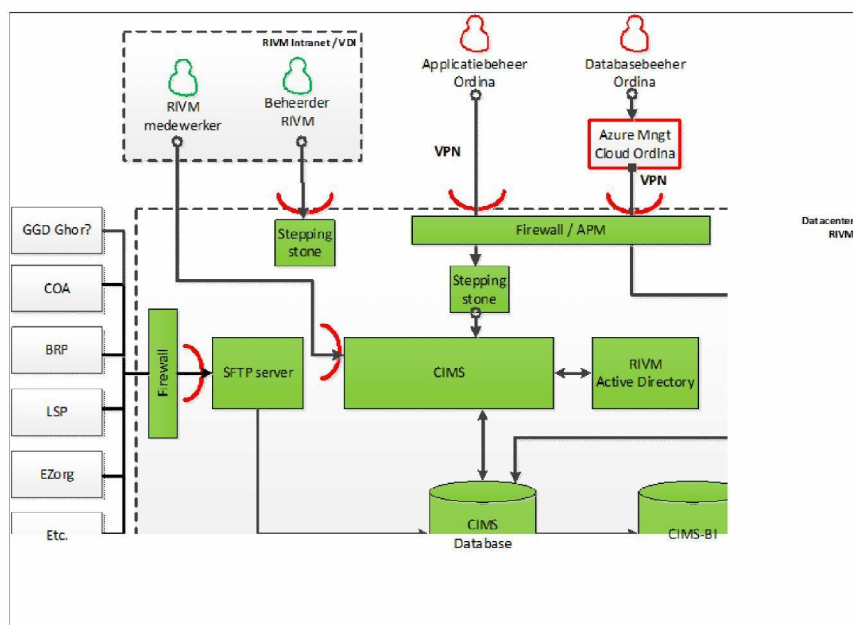 RIVM Intranet / VDI
RIVM
medewerker
Beheerder
RIVM
Applicatiebeheer
Ordina
Databasebeeher
Ordina
Azure Mngt
Cloud Ordina
VPN
VPN
Datacenter
RIVM
GGD Ghor?
COA
BRP
LSP
EZorg
Etc.
Stepping
stone
Firewall / APM
Stepping
stone
Firewall
SFTP server
CIMS
RIVM
Active Directory
CIMS
Database
CIMS-BI